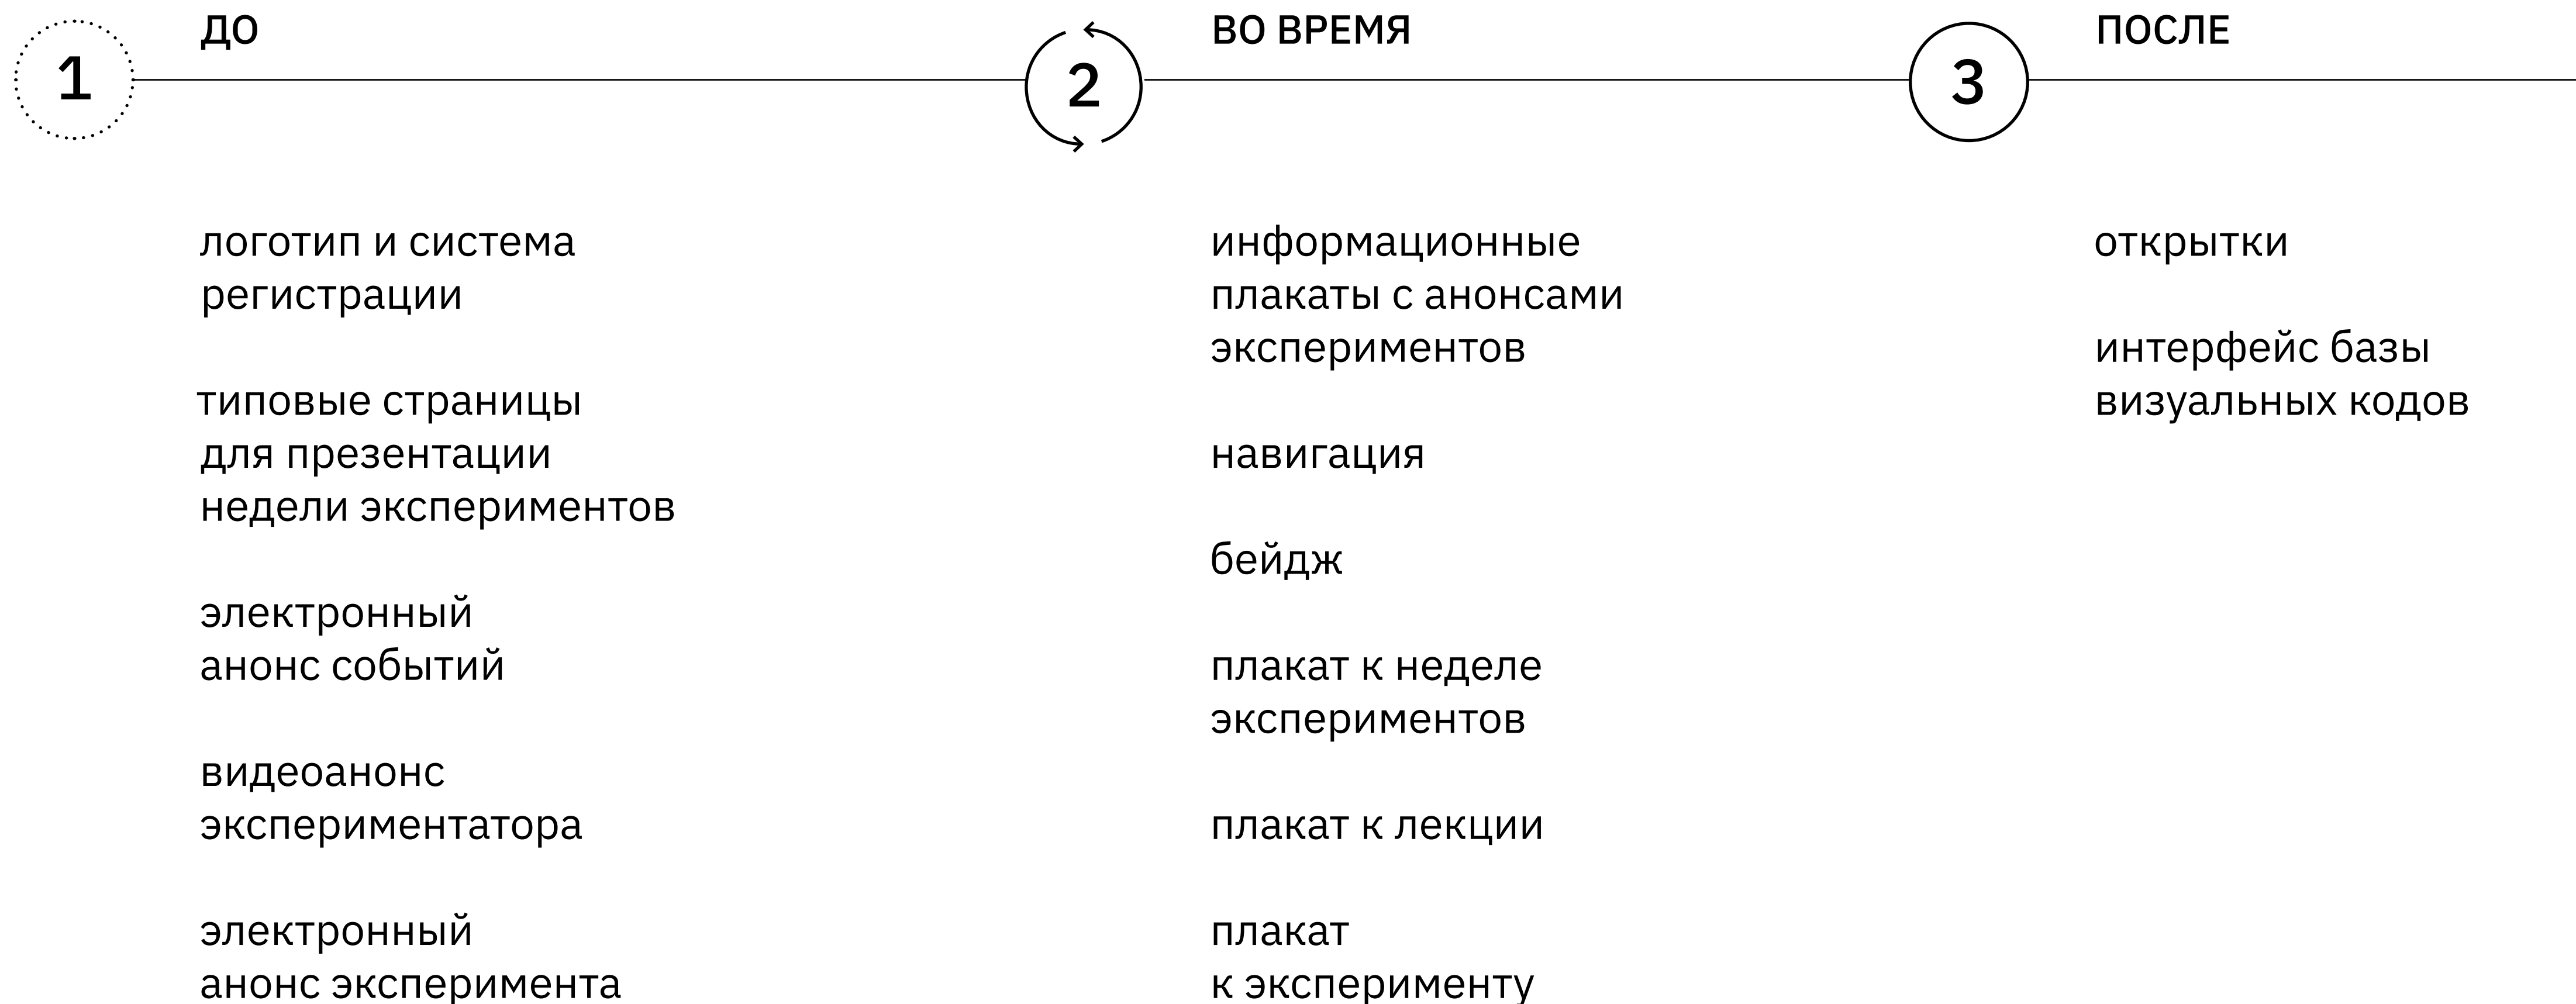 1
ДО
логотип и система
регистрации
типовые страницы
для презентации
недели экспериментов
электронный
анонс событий
видеоанонс
экспериментатора
электронный
анонс эксперимента
2
ВО ВРЕМЯ
информационные
плакаты с анонсами
экспериментов
навигация
бейдж
плакат к неделе
экспериментов
плакат к лекции
плакат
к эксперименту
3
ПОСЛЕ
открытки
интерфейс базы
визуальных кодов